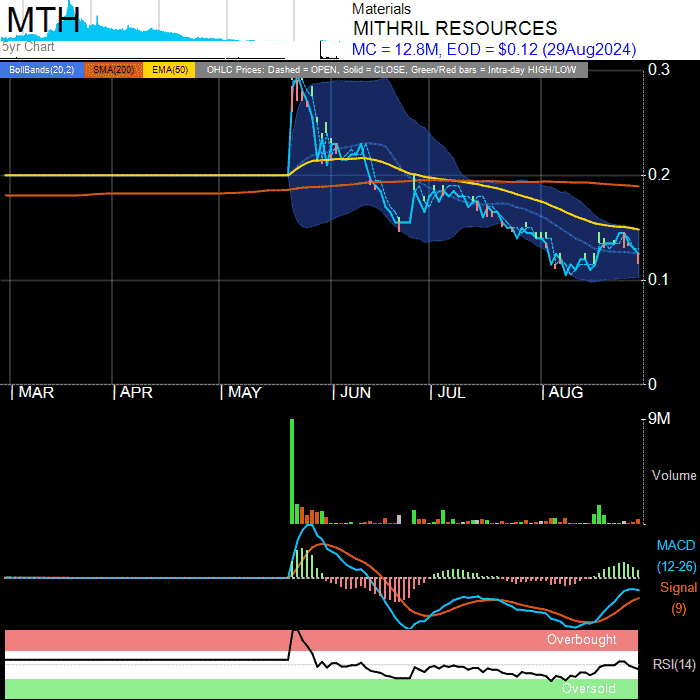 MTH
5yr Chart
Materials
MITHRIL RESOURCES
MC = 12.8M, EOD = $0.12 (29Aug2024)
BollBands(20,2) SMA(200) EMA(50) OHLC Prices: Dashed = OPEN, Solid = CLOSE, Green/Red bars = Intra-day HIGH/LOW
0.3
0.2
0.1
0
MAR APR MAY JUN JUL AUG
9M
Volume
MACD
(12-26)
Signal
(9)
Overbought
RSI(14)
Oversold